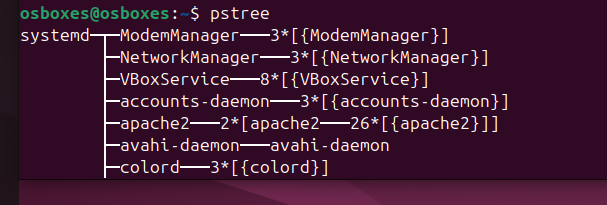 osboxes@osboxes:~$ pstree
systemd─┬─ModemManager───3*[{ModemManager}]
        ├─NetworkManager───3*[{NetworkManager}]
        ├─VBoxService───8*[{VBoxService}]
        ├─accounts-daemon───3*[{accounts-daemon}]
        ├─apache2───2*[apache2───26*[{apache2}]]
        ├─avahi-daemon───avahi-daemon
        ├─colord───3*[{colord}]